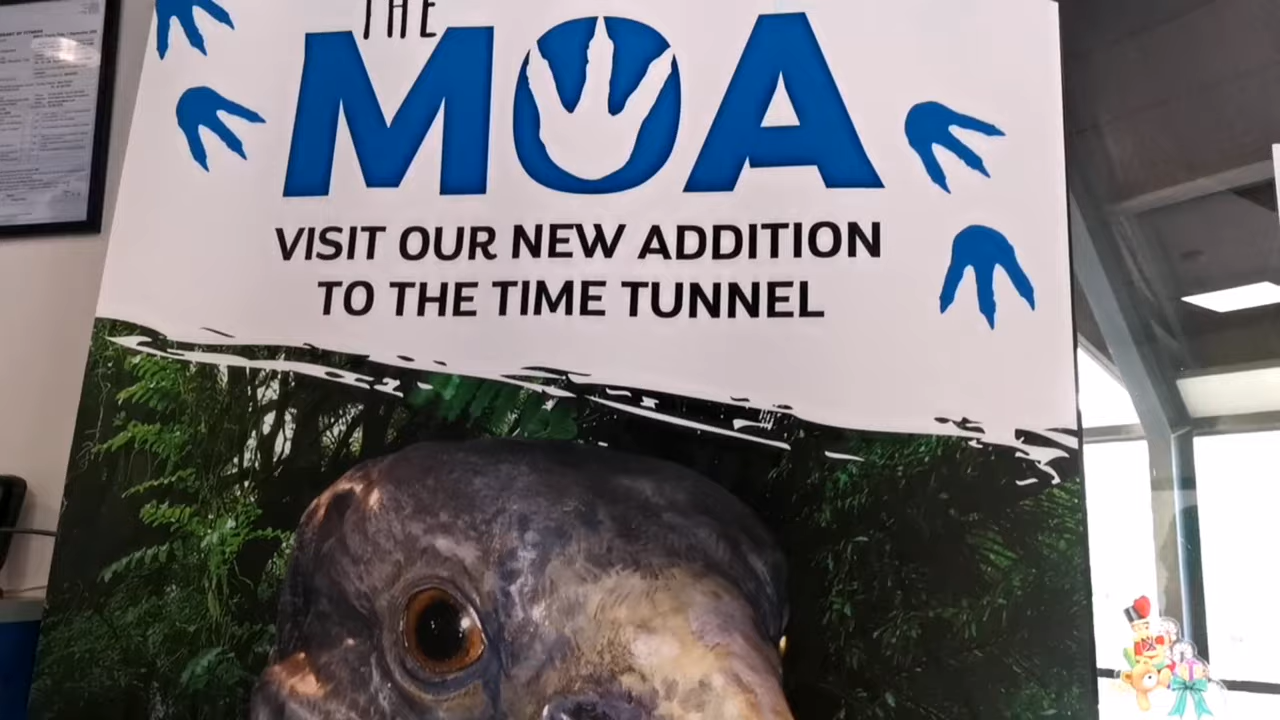 THE
MOA
VISIT OUR NEW ADDITION
TO THE TIME TUNNEL